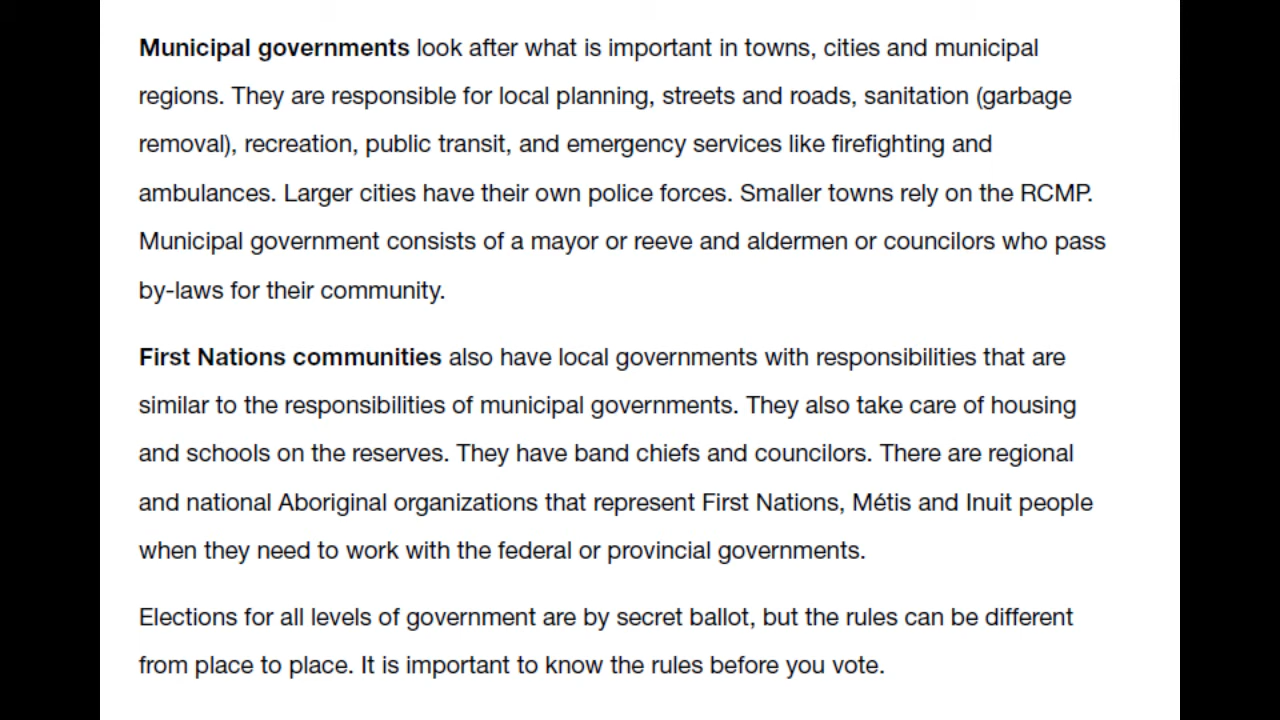 Municipal governments look after what is important in towns, cities and municipal
regions. They are responsible for local planning, streets and roads, sanitation (garbage
removal), recreation, public transit, and emergency services like firefighting and
ambulances. Larger cities have their own police forces. Smaller towns rely on the RCMP.
Municipal government consists of a mayor or reeve and aldermen or councilors who pass
by-laws for their community.
First Nations communities also have local governments with responsibilities that are
similar to the responsibilities of municipal governments. They also take care of housing
and schools on the reserves. They have band chiefs and councilors. There are regional
and national Aboriginal organizations that represent First Nations, Métis and Inuit people
when they need to work with the federal or provincial governments.
Elections for all levels of government are by secret ballot, but the rules can be different
from place to place. It is important to know the rules before you vote.